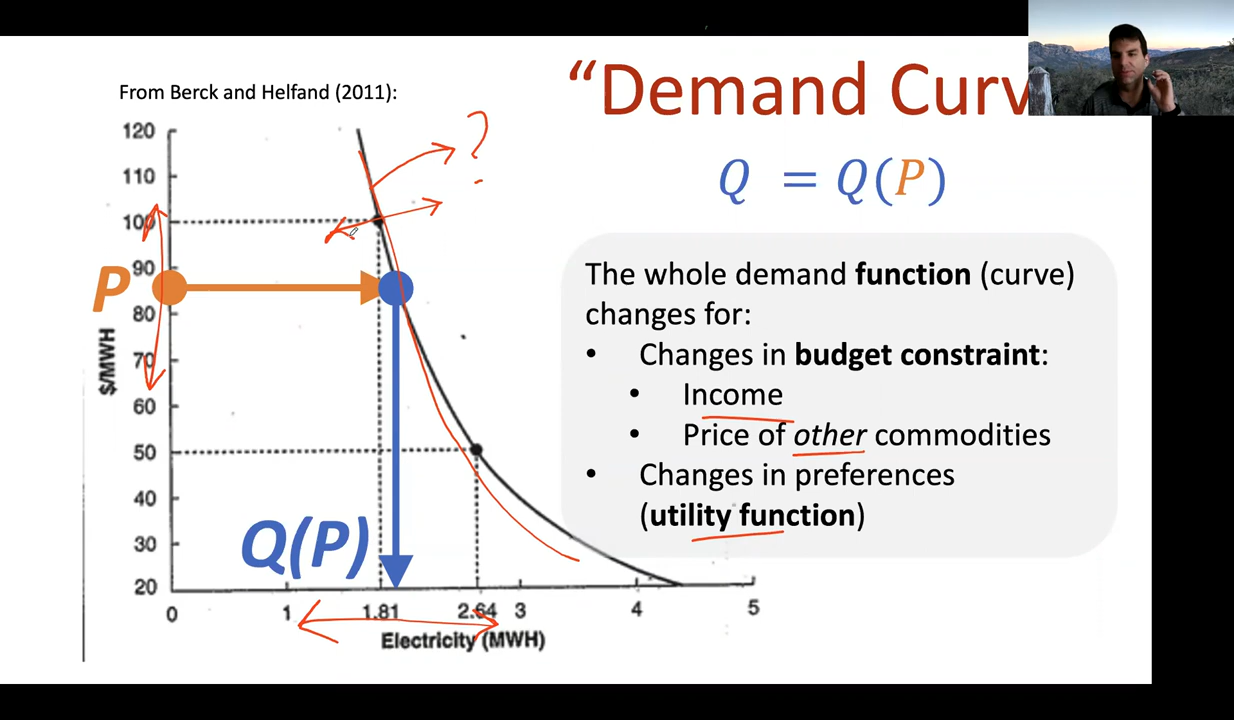 From Berck and Helfand (2011):
“Demand Curv
Q = Q(P)
The whole demand function (curve)
changes for:
• Changes in budget constraint:
• Income
• Price of other commodities
• Changes in preferences
(utility function)
120
110
100
90
80
70
60
50
40
30
20
$/MWH
P
?
Q(P)
0
1
1.81
2.64
3
4
5
Electricity (MWH)